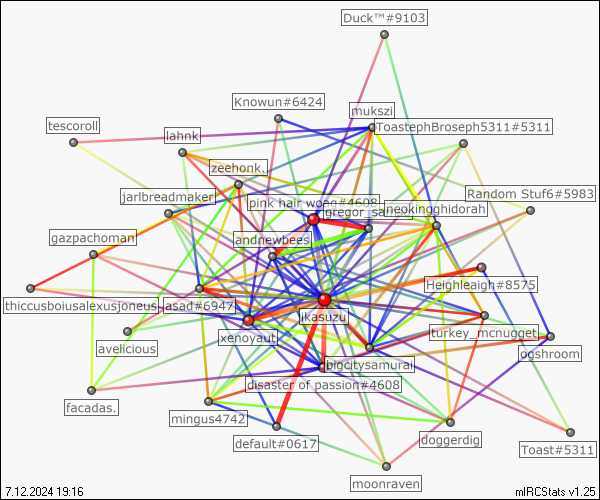 Duck™#9103
Knowun#6424
mukszi
tescoroll
lahnk
ToastephBroseph5311#5311
zeehonk.
jarlbreadmaker
pink hair wong#4608
Random Stuf6#5983
gregor_sa
neokingghidorah
gazpachoman
andnewbees
Heighleaigh#8575
thiccusboiusalexusjoneus
asad#6947
ikasuzu
xenoyauti
turkey_mcnugget
avelicious
ogshroom
bigcitysamurai
disaster of passion#4608
facadas.
mingus4742
default#0617
doggerdig
Toast#5311
moonraven
7.12.2024 19:16
mIRCStats v1.25